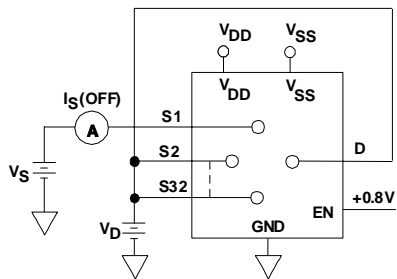 VDD VSS
VDD VSS
IS(OFF)
A
S1
VS
S2
D
S32
+0.8V
EN
VD
GND